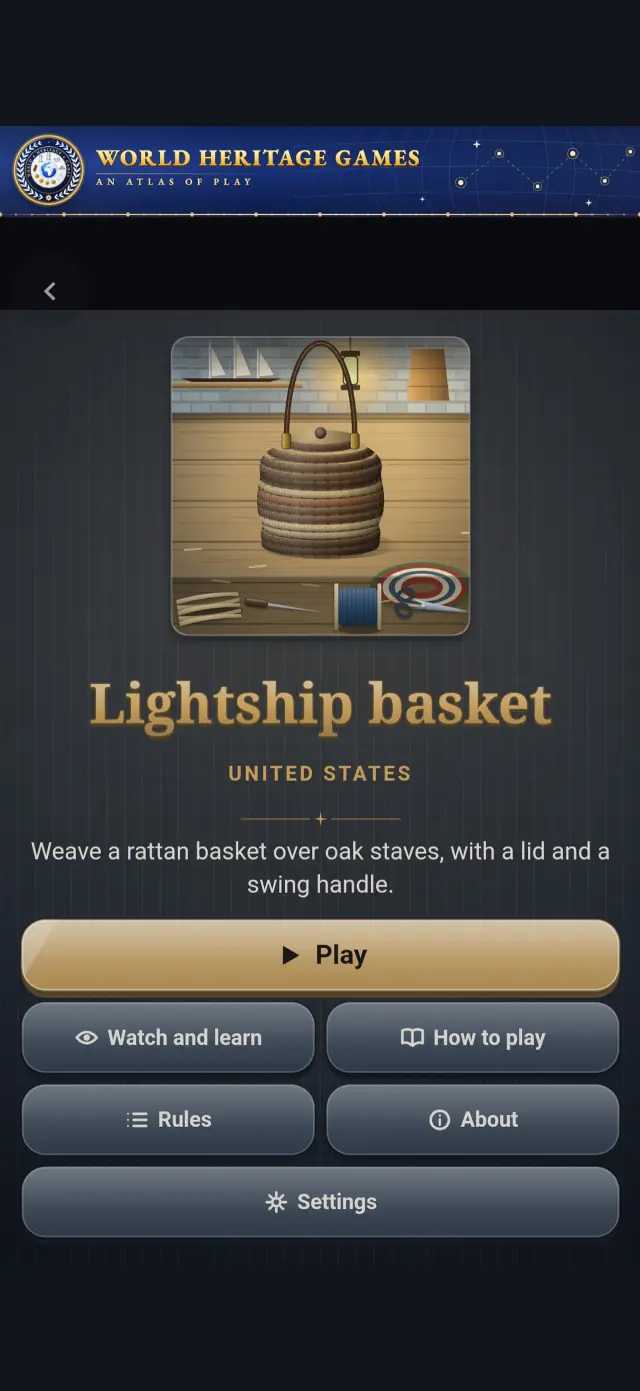 WORLD HERITAGE GAMES
AN ATLAS OF PLAY
Lightship basket
UNITED STATES
Weave a rattan basket over oak staves, with a lid and a
swing handle.
Play
Watch and learn
How to play
Rules
About
Settings